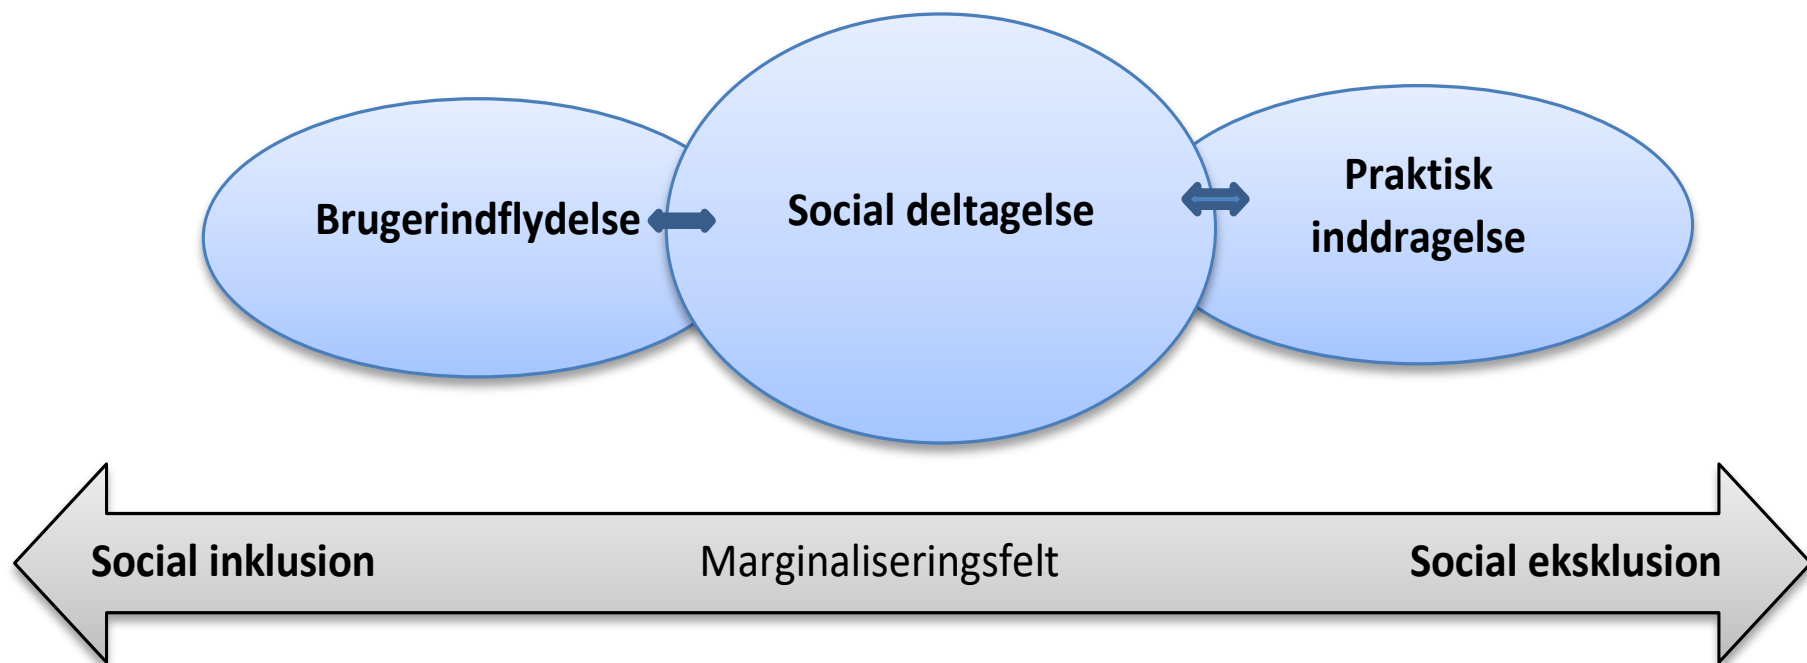 Brugerindflydelse
Social deltagelse
Praktisk
inddragelse
Social inklusion
Marginaliseringsfelt
Social eksklusion